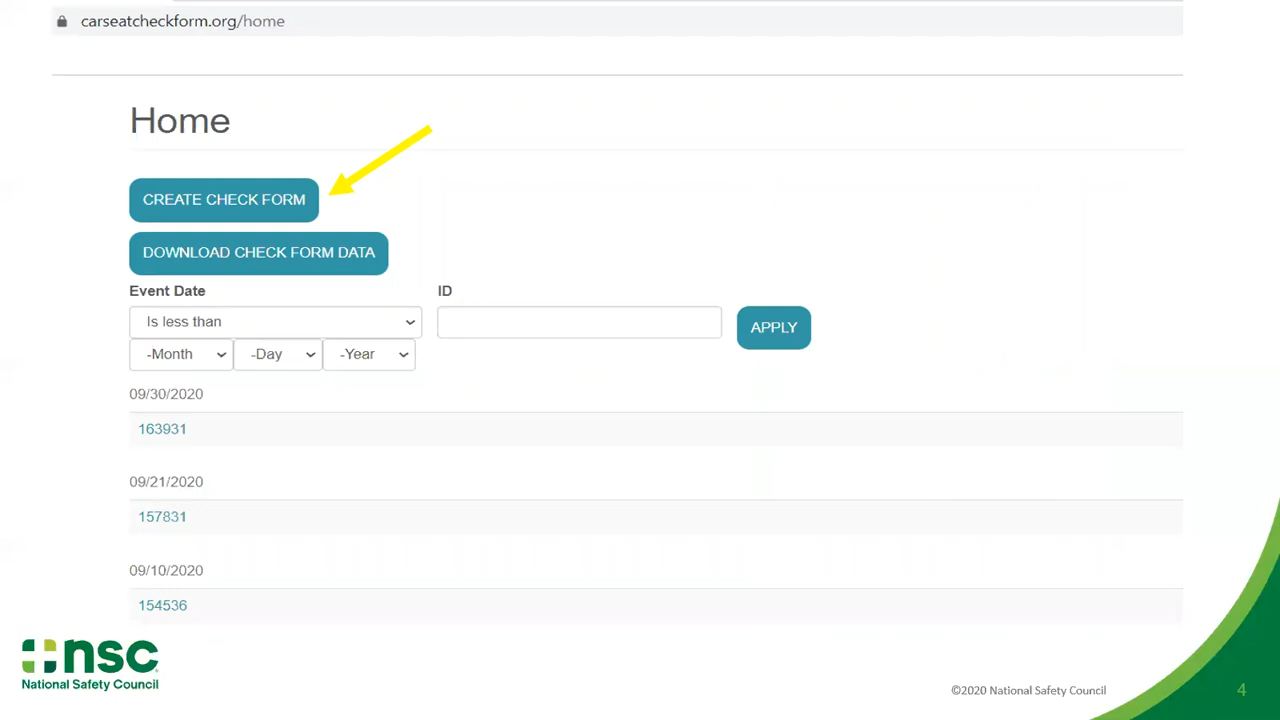 carseatcheckform.org/home
Home
CREATE CHECK FORM
DOWNLOAD CHECK FORM DATA
Event Date
ID
Is less than
APPLY
-Month -Day -Year
09/30/2020
163931
09/21/2020
157831
09/10/2020
154536
nsc
National Safety Council
©2020 National Safety Council
4